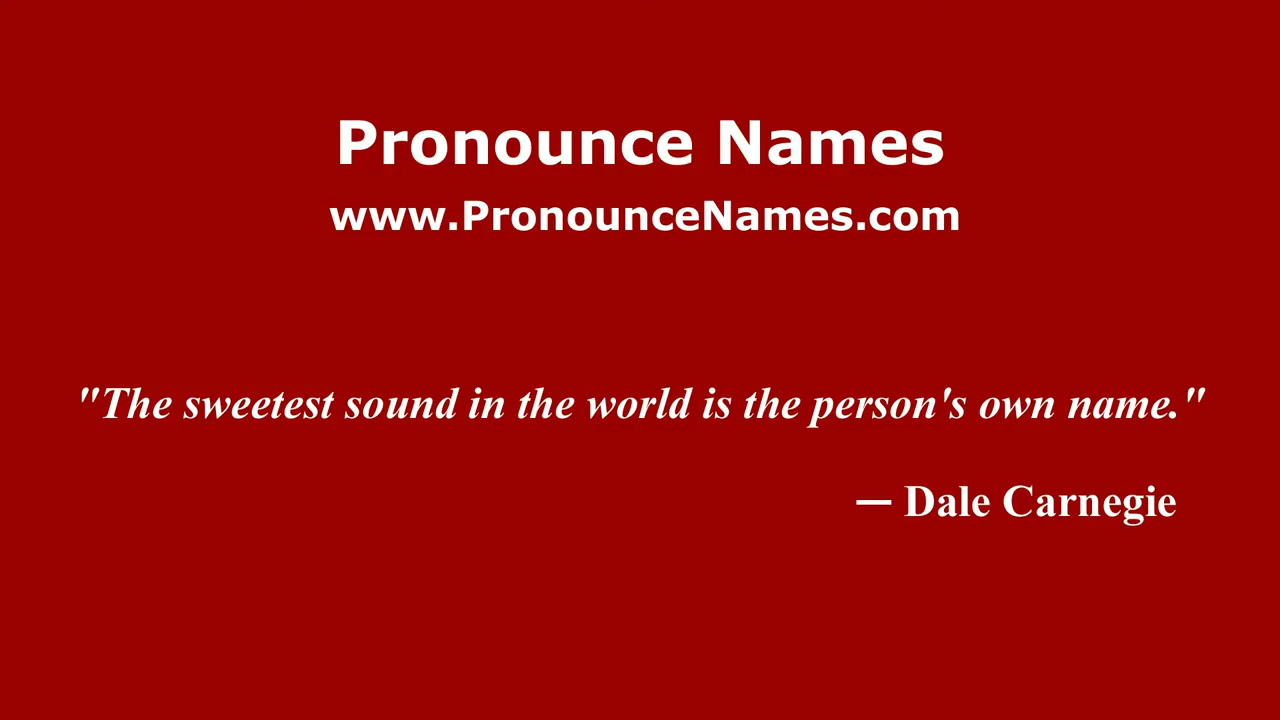 Pronounce Names
www.PronounceNames.com
"The sweetest sound in the world is the person's own name."
— Dale Carnegie